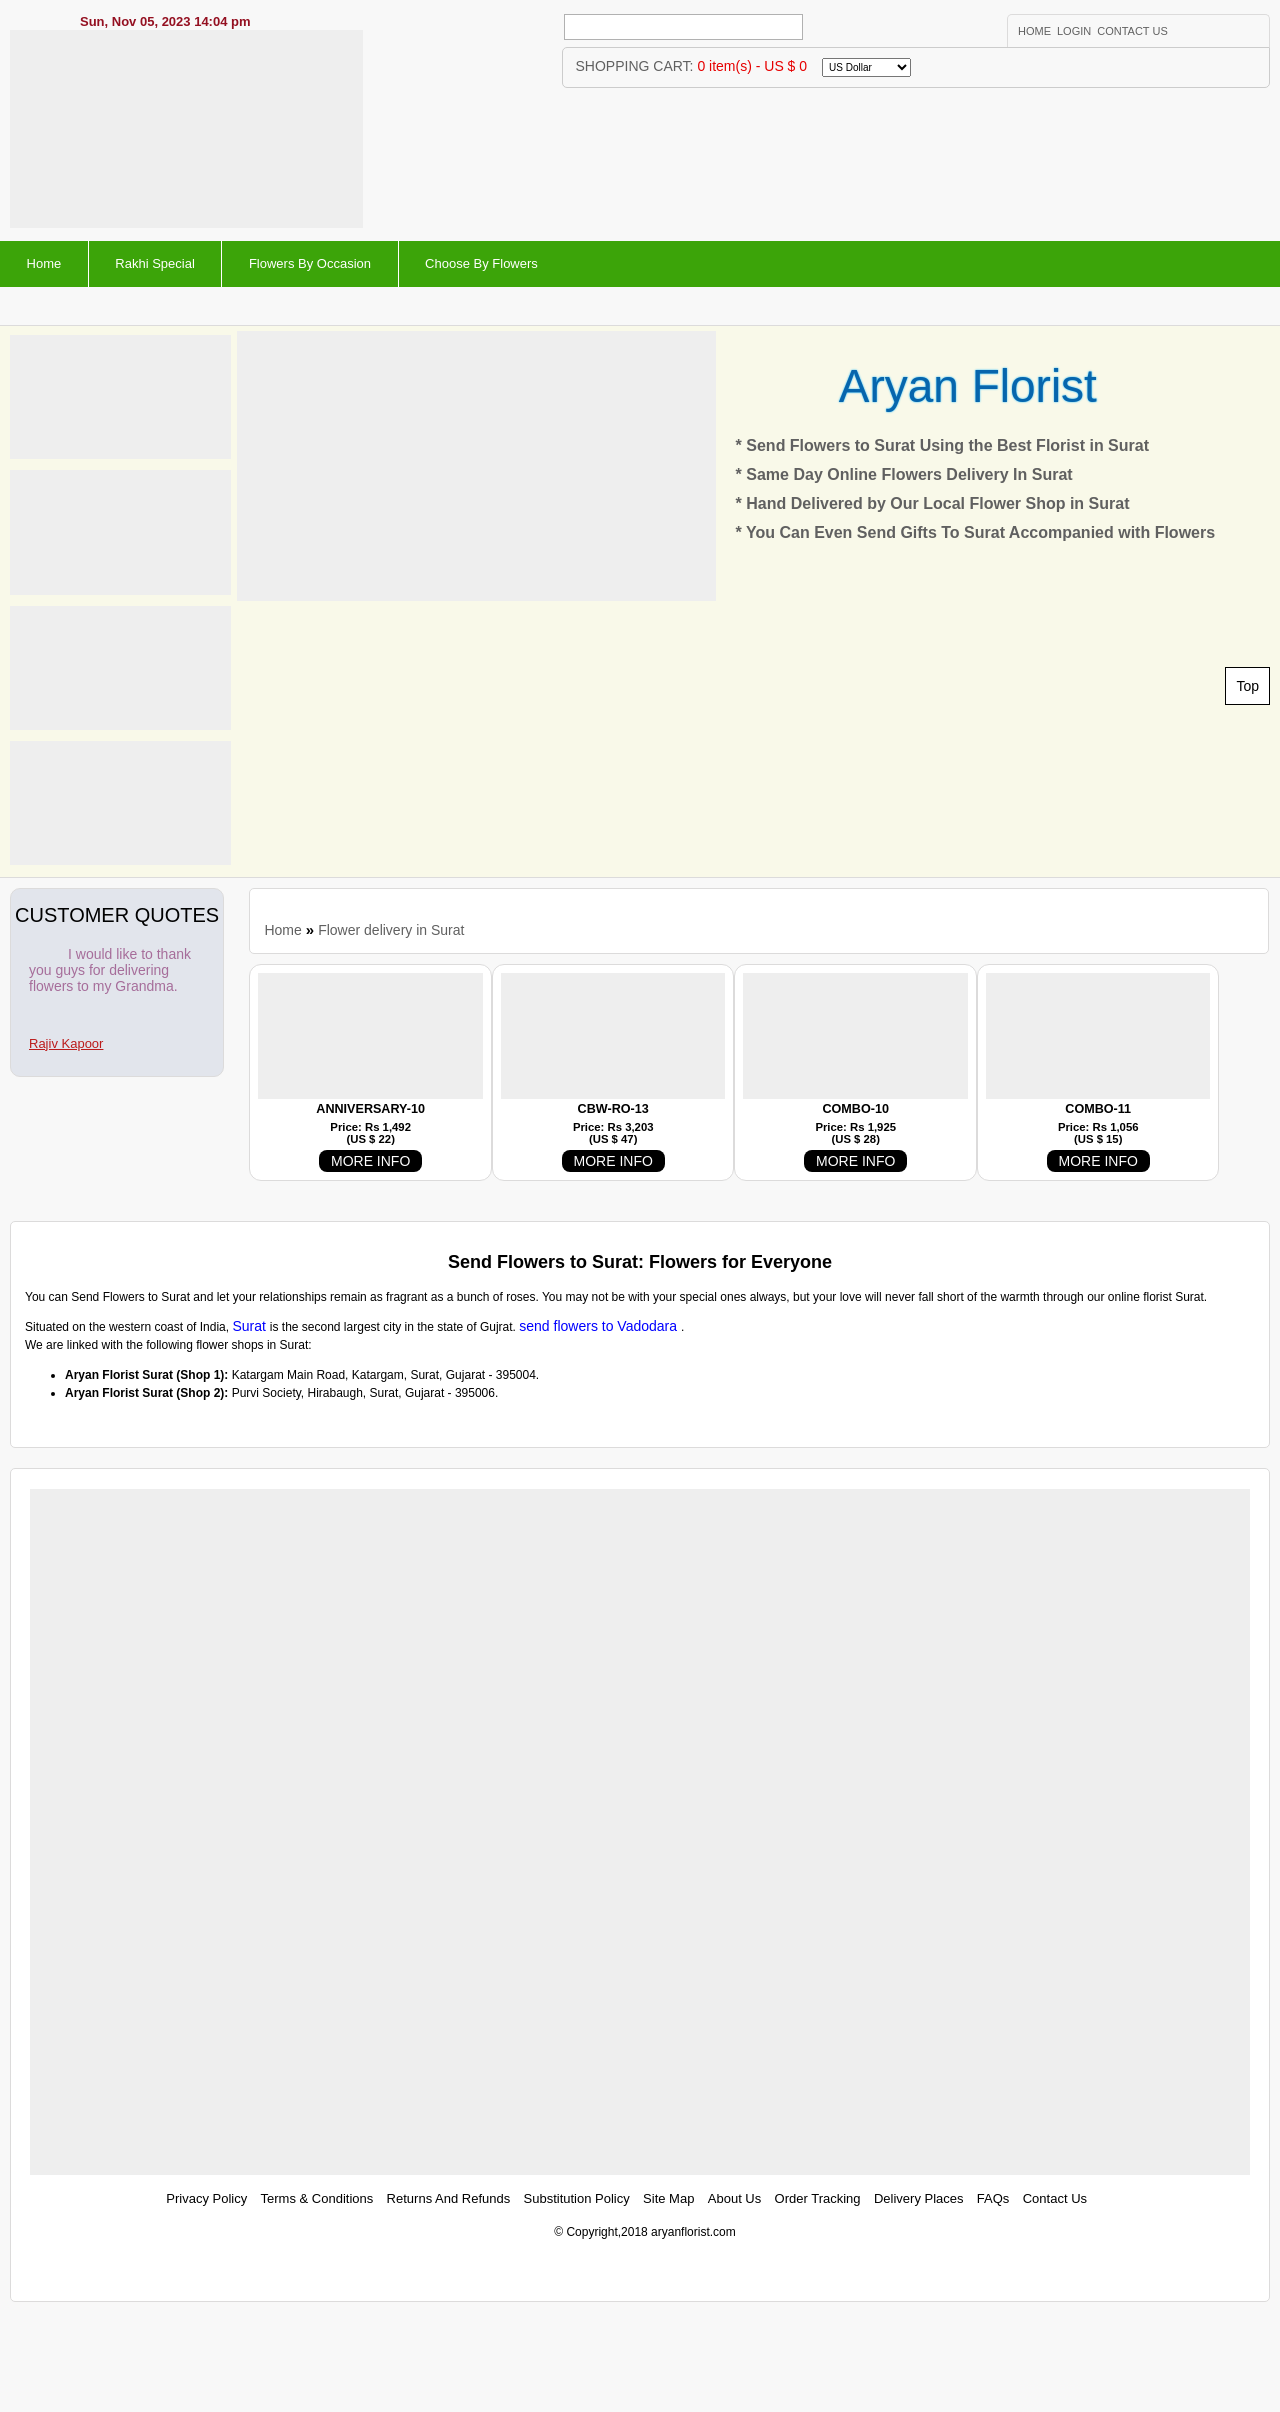 Sun, Nov 05, 2023 14:04 pm
HOME LOGIN CONTACT US
SHOPPING CART: 0 item(s) - US $ 0 US Dollar
Home Rakhi Special Flowers By Occasion Choose By Flowers
Aryan Florist
* Send Flowers to Surat Using the Best Florist in Surat
* Same Day Online Flowers Delivery In Surat
* Hand Delivered by Our Local Flower Shop in Surat
* You Can Even Send Gifts To Surat Accompanied with Flowers
Top
CUSTOMER QUOTES
I would like to thank
you guys for delivering
flowers to my Grandma.
Rajiv Kapoor
Home » Flower delivery in Surat
ANNIVERSARY-10
Price: Rs 1,492
(US $ 22)
MORE INFO
CBW-RO-13
Price: Rs 3,203
(US $ 47)
MORE INFO
COMBO-10
Price: Rs 1,925
(US $ 28)
MORE INFO
COMBO-11
Price: Rs 1,056
(US $ 15)
MORE INFO
Send Flowers to Surat: Flowers for Everyone
You can Send Flowers to Surat and let your relationships remain as fragrant as a bunch of roses. You may not be with your special ones always, but your love will never fall short of the warmth through our online florist Surat.
Situated on the western coast of India, Surat is the second largest city in the state of Gujrat. send flowers to Vadodara .
We are linked with the following flower shops in Surat:
• Aryan Florist Surat (Shop 1): Katargam Main Road, Katargam, Surat, Gujarat - 395004.
• Aryan Florist Surat (Shop 2): Purvi Society, Hirabaugh, Surat, Gujarat - 395006.
Privacy Policy Terms & Conditions Returns And Refunds Substitution Policy Site Map About Us Order Tracking Delivery Places FAQs Contact Us
© Copyright,2018 aryanflorist.com